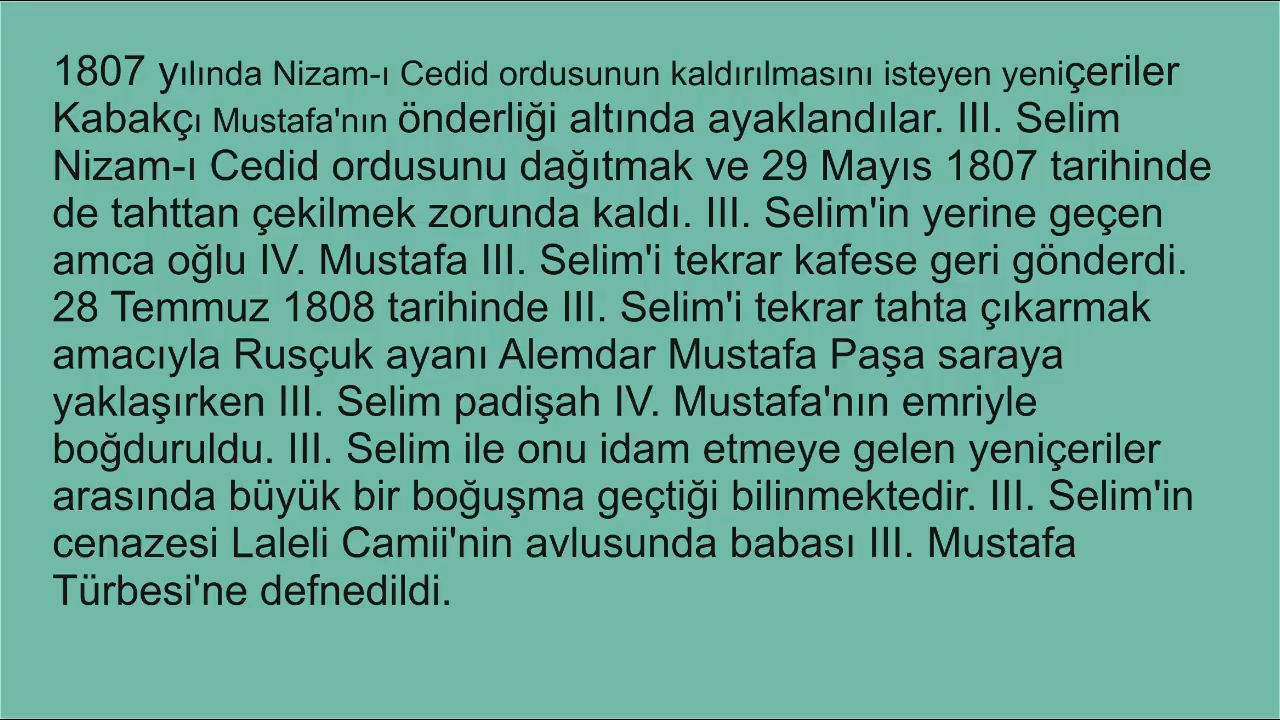 1807 yılında Nizam-ı Cedid ordusunun kaldırılmasını isteyen yeniçeriler
Kabakçı Mustafa'nın önderliği altında ayaklandılar. III. Selim
Nizam-ı Cedid ordusunu dağıtmak ve 29 Mayıs 1807 tarihinde
de tahttan çekilmek zorunda kaldı. III. Selim'in yerine geçen
amca oğlu IV. Mustafa III. Selim'i tekrar kafese geri gönderdi.
28 Temmuz 1808 tarihinde III. Selim'i tekrar tahta çıkarmak
amacıyla Rusçuk ayanı Alemdar Mustafa Paşa saraya
yaklaşırken III. Selim padişah IV. Mustafa'nın emriyle
boğduruldu. III. Selim ile onu idam etmeye gelen yeniçeriler
arasında büyük bir boğuşma geçtiği bilinmektedir. III. Selim'in
cenazesi Laleli Camii'nin avlusunda babası III. Mustafa
Türbesi'ne defnedildi.